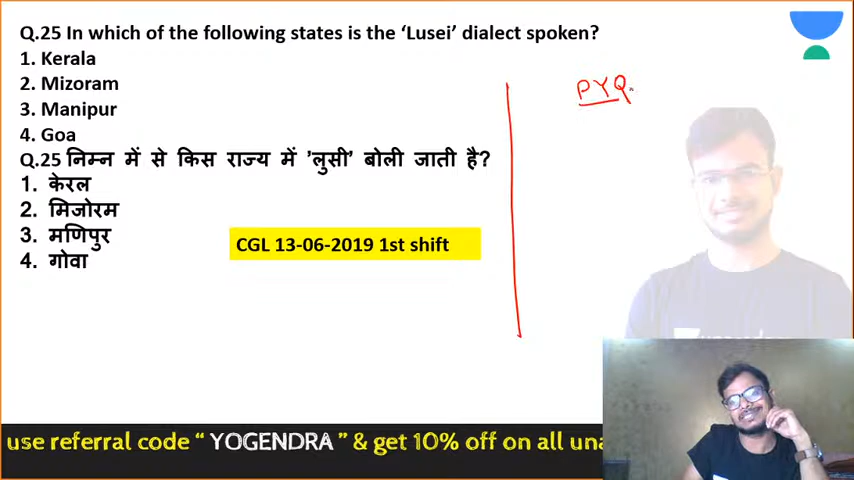 Q.25 In which of the following states is the ‘Lusei’ dialect spoken?
1. Kerala
2. Mizoram
3. Manipur
4. Goa
Q.25 निम्न में से किस राज्य में ’लुसी’ बोली जाती है?
1. केरल
2. मिजोरम
3. मणिपुर
4. गोवा
CGL 13-06-2019 1st shift
PYQ
use referral code “ YOGENDRA ” & get 10% off on all una